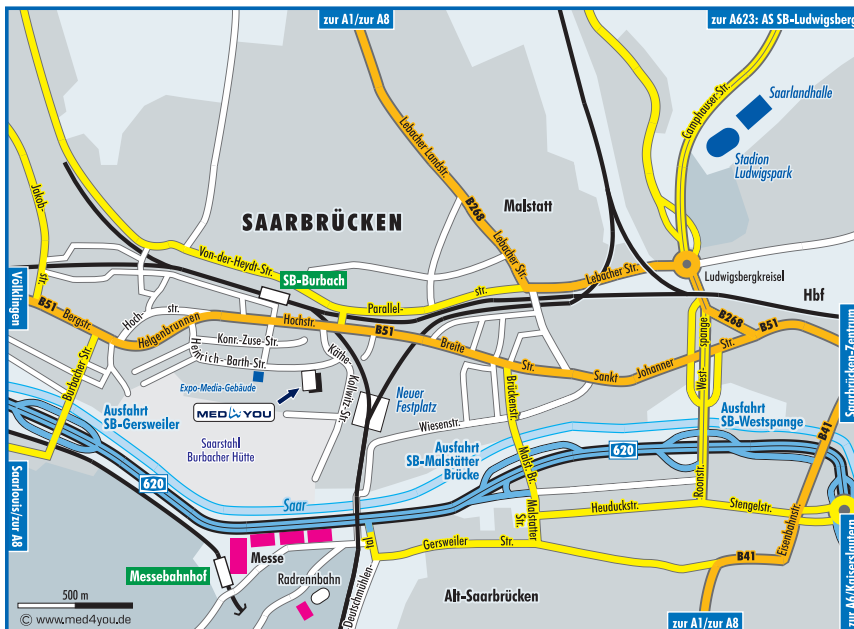 zur A1/zur A8
zur A623: AS SB-Ludwigsberg
Camphauser-Str.
Saarlandhalle
Stadion
Ludwigspark
Lebacher Landstr.
B268
Malstatt
Lebacher Str.
Lebacher Str.
Ludwigsbergkreisel
Hbf
Jakob-
str.
SAARBRÜCKEN
Von-der-Heydt-Str.
SB-Burbach
Parallel-
str.
Völklingen
B51
Bergstr.
Hoch-
str.
Helgenbrunnen
Hochstr.
B51
Breite
Str.
Sankt
Johanner
Str.
B51
B268
West-
spange
Saarbrücken-Zentrum
Konr.-Zuse-Str.
Heinrich-Barth-Str.
Käthe-
Kollwitz-Str.
Burbacher Str.
Expo-Media-Gebäude
MED YOU
Neuer
Festplatz
Wiesenstr.
Brückenstr.
Ausfahrt
SB-Gersweiler
Saarstahl
Burbacher Hütte
Ausfahrt
SB-Malstätter
Brücke
Ausfahrt
SB-Westspange
B41
620
620
Saar
Saarlouis/zur A8
Malst. Br.
Malstatter
Str.
Roonstr.
Heuduckstr.
Stengelstr.
Eisenbahnstr.
Messe
Messebahnhof
Radrennbahn
Deutschmühlen-
tal
Gersweiler
Str.
B41
Alt-Saarbrücken
zur A6/Kaiserslautern
500 m
© www.med4you.de
zur A1/zur A8